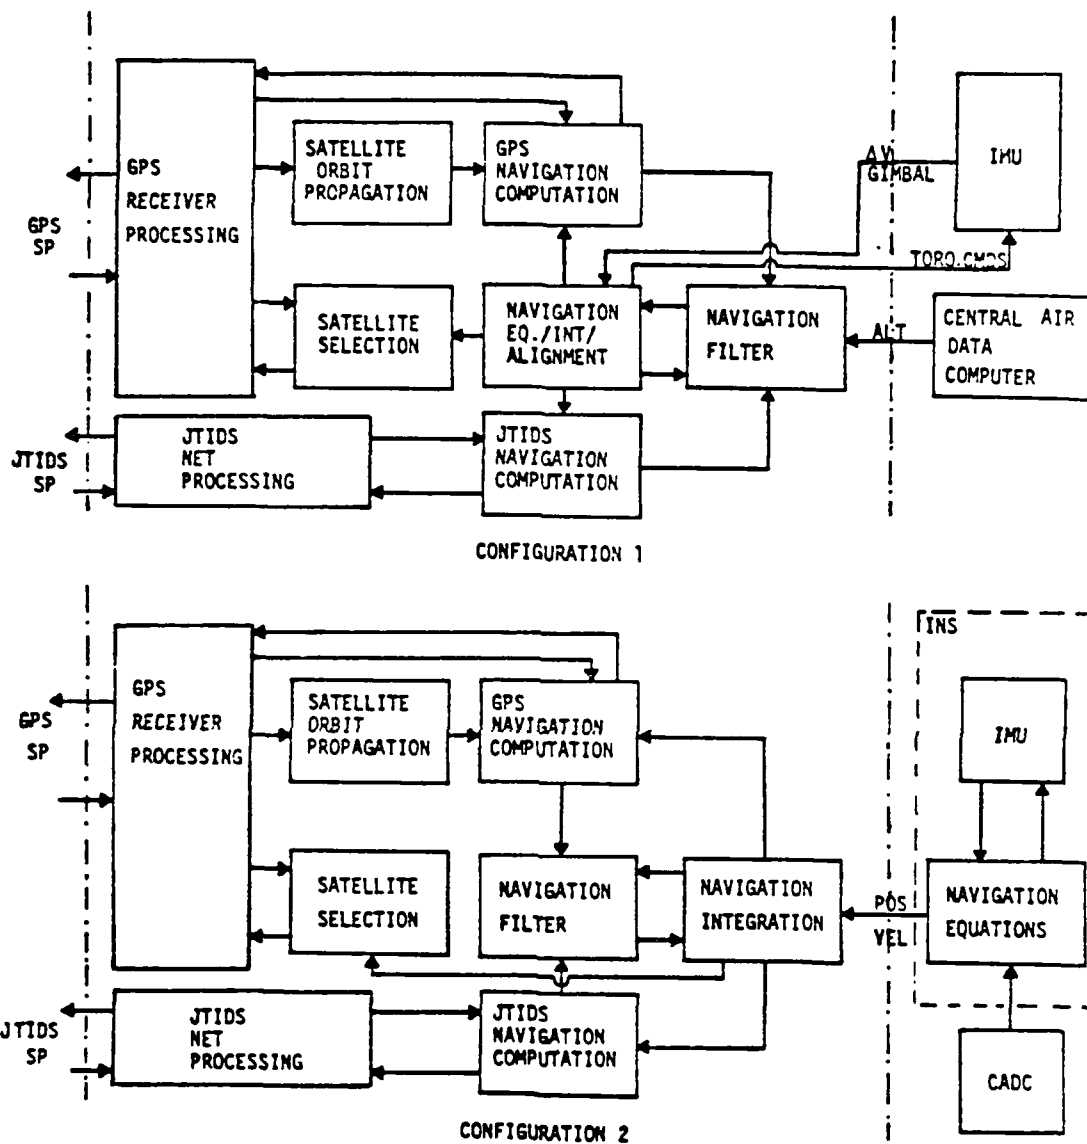 GPS
RECEIVER
PROCESSING
SATELLITE
ORBIT
PROPAGATION
GPS
NAVIGATION
COMPUTATION
ΔV
GIMBAL
IMU
GPS
SP
TORQ.CMDS
SATELLITE
SELECTION
NAVIGATION
EQ./INT/
ALIGNMENT
NAVIGATION
FILTER
ALT
CENTRAL AIR
DATA
COMPUTER
JTIDS
SP
JTIDS
NET
PROCESSING
JTIDS
NAVIGATION
COMPUTATION
CONFIGURATION 1
INS
GPS
RECEIVER
PROCESSING
SATELLITE
ORBIT
PROPAGATION
GPS
NAVIGATION
COMPUTATION
IMU
GPS
SP
SATELLITE
SELECTION
NAVIGATION
FILTER
NAVIGATION
INTEGRATION
POS
VEL
NAVIGATION
EQUATIONS
JTIDS
SP
JTIDS
NET
PROCESSING
JTIDS
NAVIGATION
COMPUTATION
CADC
CONFIGURATION 2